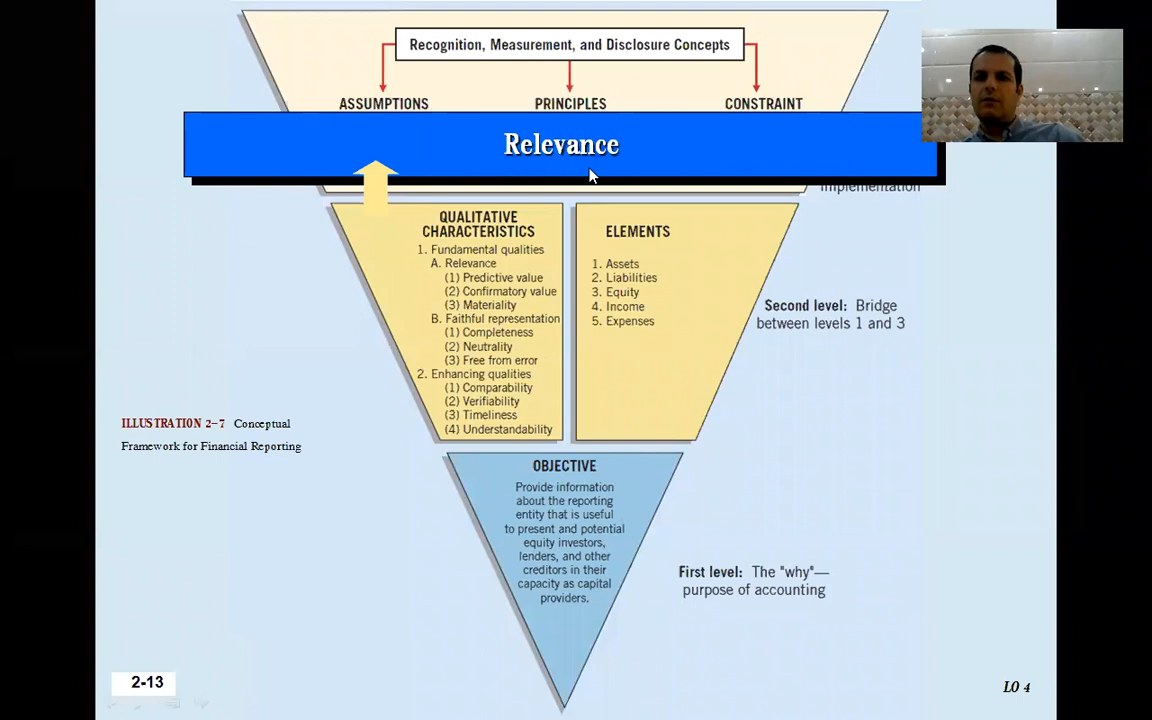 Recognition, Measurement, and Disclosure Concepts
ASSUMPTIONS
PRINCIPLES
CONSTRAINT
Relevance
implementation
QUALITATIVE
CHARACTERISTICS
1. Fundamental qualities
A. Relevance
(1) Predictive value
(2) Confirmatory value
(3) Materiality
B. Faithful representation
(1) Completeness
(2) Neutrality
(3) Free from error
2. Enhancing qualities
(1) Comparability
(2) Verifiability
(3) Timeliness
(4) Understandability
ELEMENTS
1. Assets
2. Liabilities
3. Equity
4. Income
5. Expenses
Second level: Bridge
between levels 1 and 3
ILLUSTRATION 2-7 Conceptual
Framework for Financial Reporting
OBJECTIVE
Provide information
about the reporting
entity that is useful
to present and potential
equity investors,
lenders, and other
creditors in their
capacity as capital
providers.
First level: The "why"—
purpose of accounting
2-13
LO 4